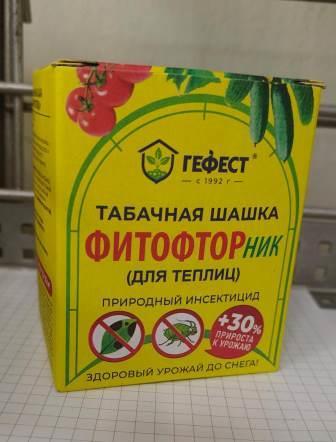 ГЕФЕСТ®
с 1992 г
ТАБАЧНАЯ ШАШКА
ФИТОФТОРНИК
(ДЛЯ ТЕПЛИЦ)
ПРИРОДНЫЙ ИНСЕКТИЦИД
+30%
ПРИРОСТА
К УРОЖАЮ
ЗДОРОВЫЙ УРОЖАЙ ДО СНЕГА!